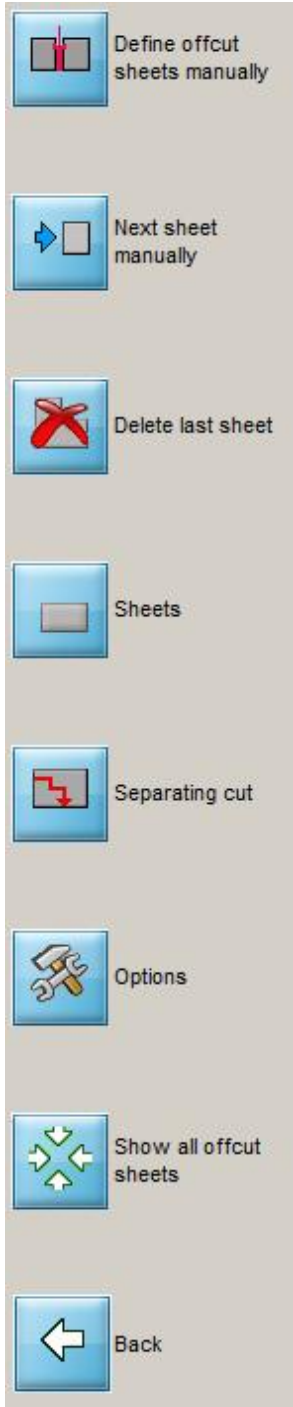 Define offcut
sheets manually
Next sheet
manually
Delete last sheet
Sheets
Separating cut
Options
Show all offcut
sheets
Back